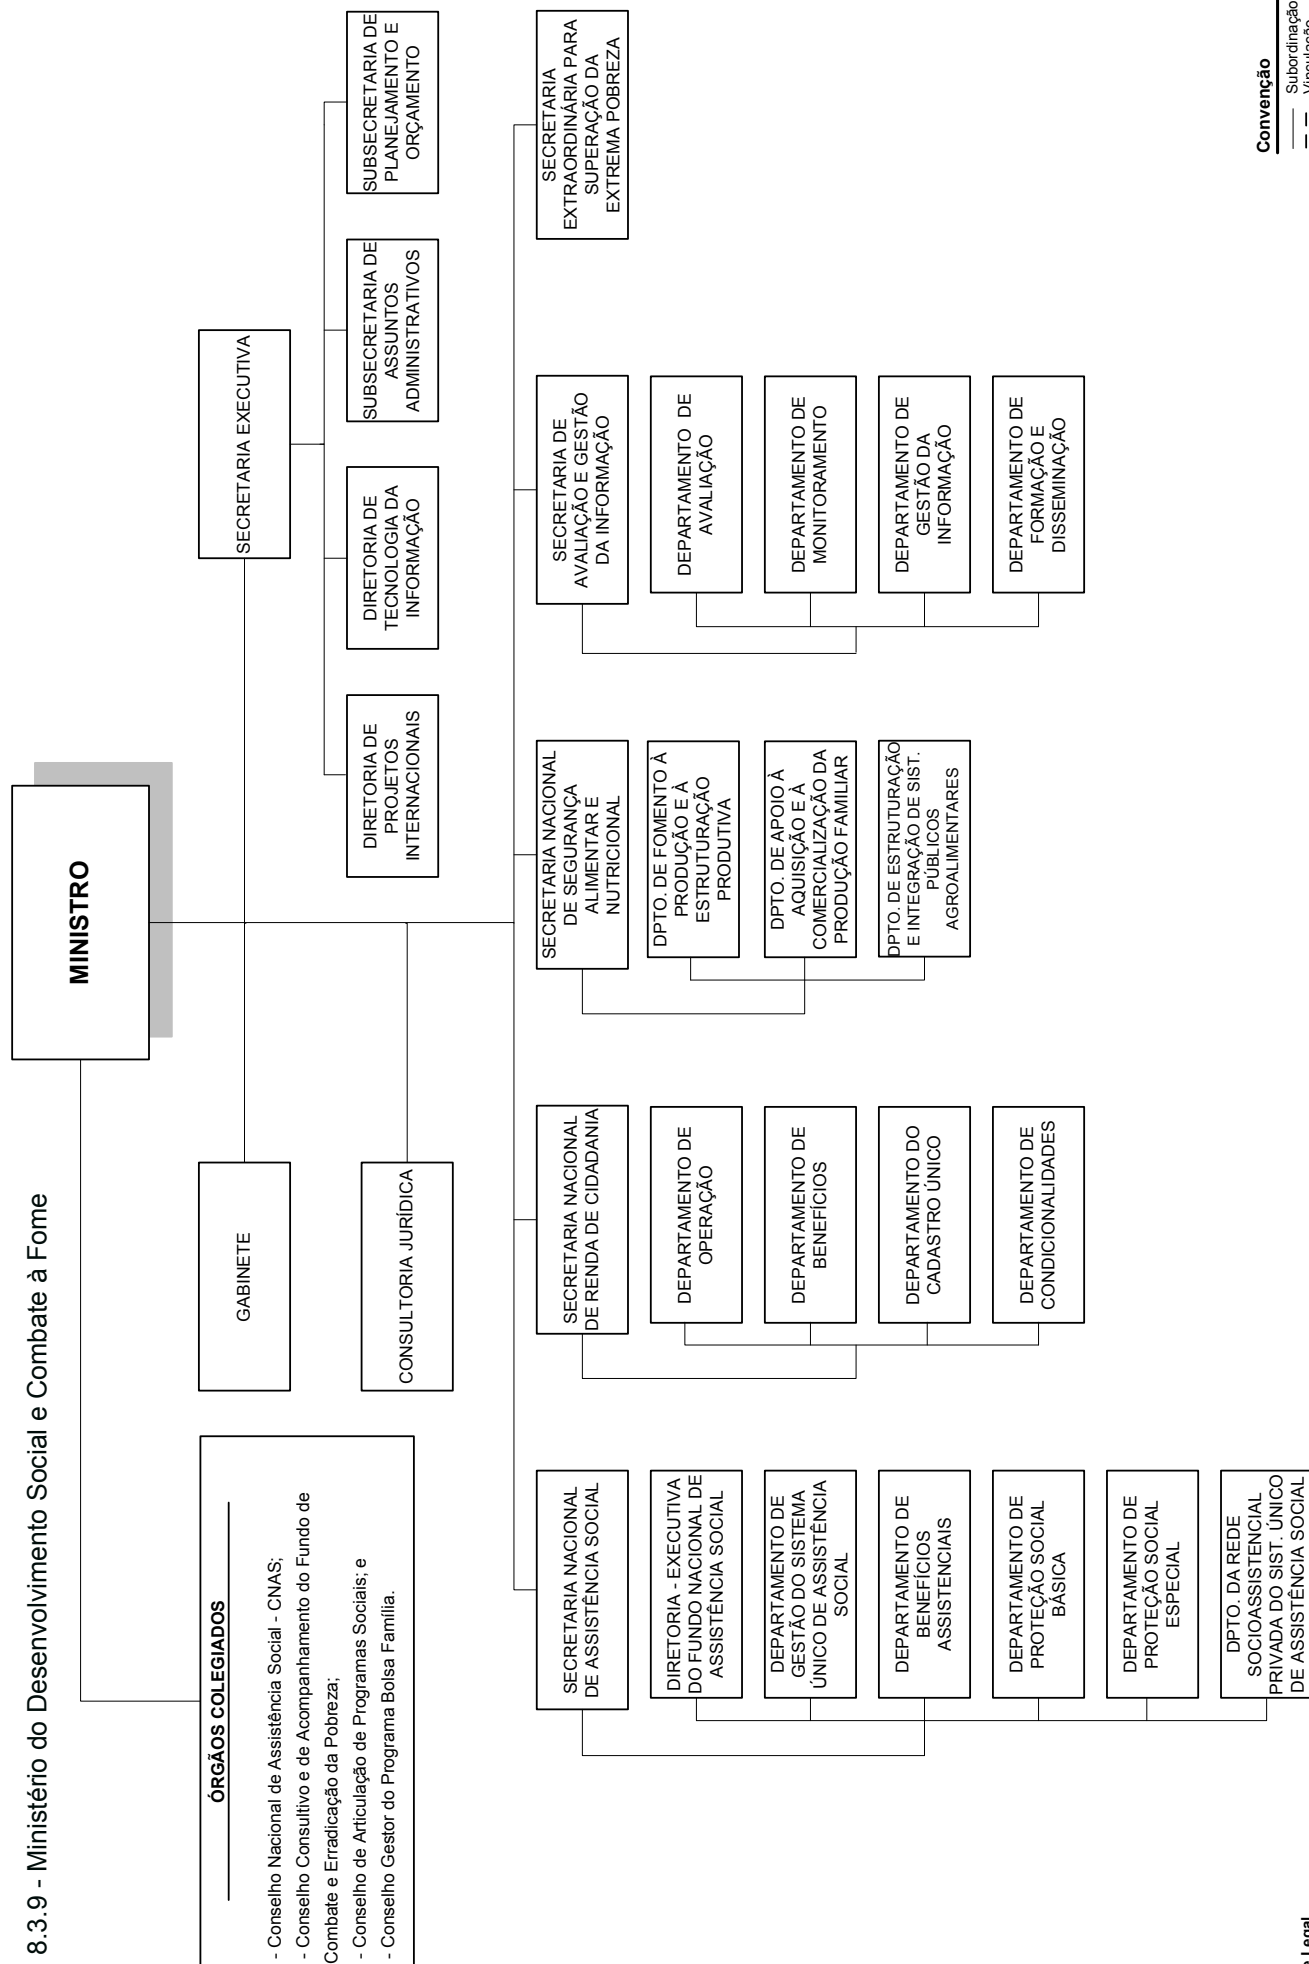 8.3.9 - Ministério do Desenvolvimento Social e Combate à Fome
MINISTRO
ÓRGÃOS COLEGIADOS
- Conselho Nacional de Assistência Social - CNAS;
- Conselho Consultivo e de Acompanhamento do Fundo de
Combate e Erradicação da Pobreza;
- Conselho de Articulação de Programas Sociais; e
- Conselho Gestor do Programa Bolsa Família.
GABINETE
CONSULTORIA JURÍDICA
SECRETARIA EXECUTIVA
DIRETORIA DE
PROJETOS
INTERNACIONAIS
DIRETORIA DE
TECNOLOGIA DA
INFORMAÇÃO
SUBSECRETARIA DE
ASSUNTOS
ADMINISTRATIVOS
SUBSECRETARIA DE
PLANEJAMENTO E
ORÇAMENTO
SECRETARIA NACIONAL
DE ASSISTÊNCIA SOCIAL
DIRETORIA - EXECUTIVA
DO FUNDO NACIONAL DE
ASSISTÊNCIA SOCIAL
DEPARTAMENTO DE
GESTÃO DO SISTEMA
ÚNICO DE ASSISTÊNCIA
SOCIAL
DEPARTAMENTO DE
BENEFÍCIOS
ASSISTENCIAIS
DEPARTAMENTO DE
PROTEÇÃO SOCIAL
BÁSICA
DEPARTAMENTO DE
PROTEÇÃO SOCIAL
ESPECIAL
DPTO. DA REDE
SOCIOASSISTENCIAL
PRIVADA DO SIST. ÚNICO
DE ASSISTÊNCIA SOCIAL
SECRETARIA NACIONAL
DE RENDA DE CIDADANIA
DEPARTAMENTO DE
OPERAÇÃO
DEPARTAMENTO DE
BENEFÍCIOS
DEPARTAMENTO DO
CADASTRO ÚNICO
DEPARTAMENTO DE
CONDICIONALIDADES
SECRETARIA NACIONAL
DE SEGURANÇA
ALIMENTAR E
NUTRICIONAL
DPTO. DE FOMENTO À
PRODUÇÃO E À
ESTRUTURAÇÃO
PRODUTIVA
DPTO. DE APOIO À
AQUISIÇÃO E À
COMERCIALIZAÇÃO DA
PRODUÇÃO FAMILIAR
DPTO. DE ESTRUTURAÇÃO
E INTEGRAÇÃO DE SIST.
PÚBLICOS
AGROALIMENTARES
SECRETARIA DE
AVALIAÇÃO E GESTÃO
DA INFORMAÇÃO
DEPARTAMENTO DE
AVALIAÇÃO
DEPARTAMENTO DE
MONITORAMENTO
DEPARTAMENTO DE
GESTÃO DA
INFORMAÇÃO
DEPARTAMENTO DE
FORMAÇÃO E
DISSEMINAÇÃO
SECRETARIA
EXTRAORDINÁRIA PARA
SUPERAÇÃO DA
EXTREMA POBREZA
Legal
Convenção
Subordinação
Vinculação